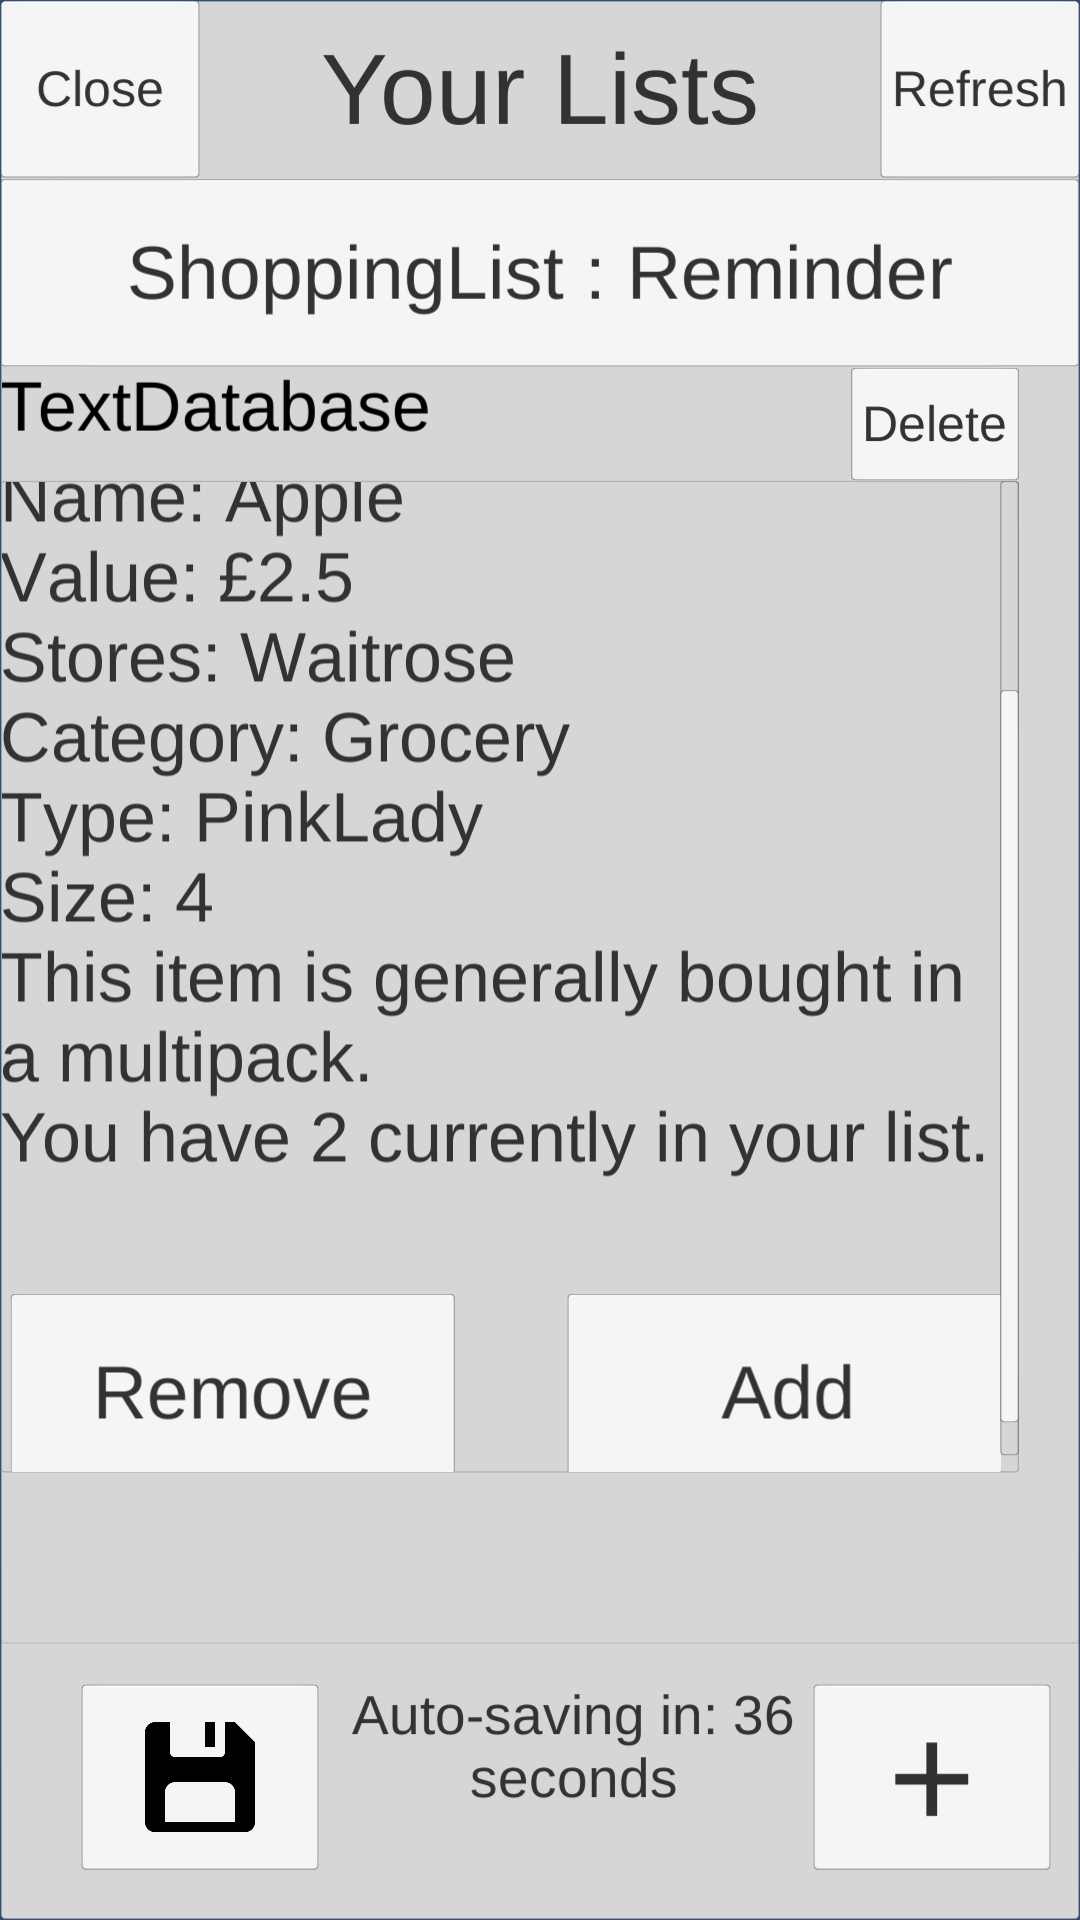 Close
Your Lists
Refresh
ShoppingList : Reminder
TextDatabase
Delete
Name: Apple
Value: £2.5
Stores: Waitrose
Category: Grocery
Type: PinkLady
Size: 4
This item is generally bought in
a multipack.
You have 2 currently in your list.
Remove
Add
Auto-saving in: 36
seconds
+